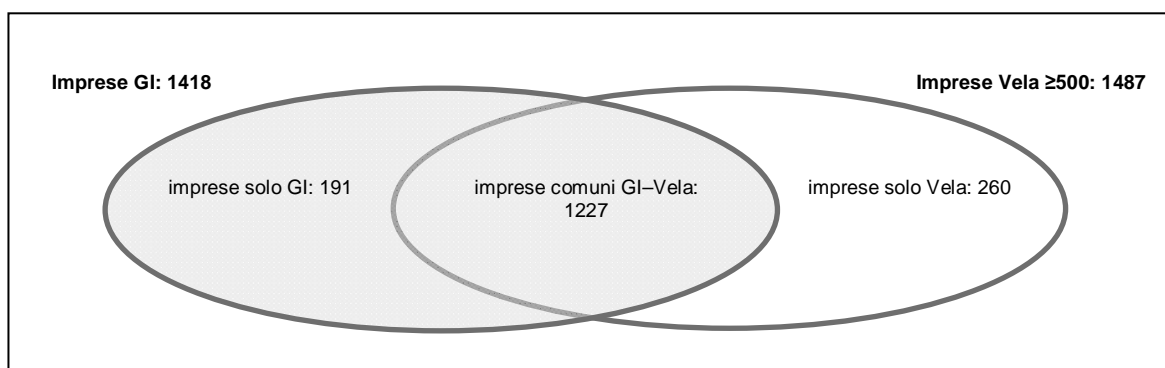 Imprese GI: 1418
Imprese Vela ≥500: 1487
imprese solo GI: 191
imprese comuni GI–Vela:
1227
imprese solo Vela: 260